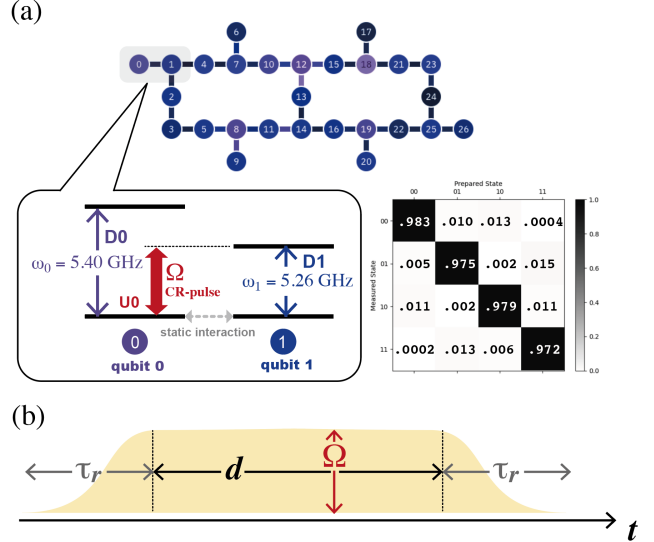 (a)
6 17
0 1 4 7 10 12 15 18 21 23
2 13 24
3 5 8 11 14 16 19 22 25 26
9 20
D0
ω0 = 5.40 GHz
Ω
CR-pulse
U0
D1
ω1 = 5.26 GHz
static interaction
0 1
qubit 0 qubit 1
Prepared State
00 01 10 11
Measured State
00 .983 .010 .013 .0004
01 .005 .975 .002 .015
10 .011 .002 .979 .011
11 .0002 .013 .006 .972
1.0
0.8
0.6
0.4
0.2
0.0
(b)
τr d Ω τr
t